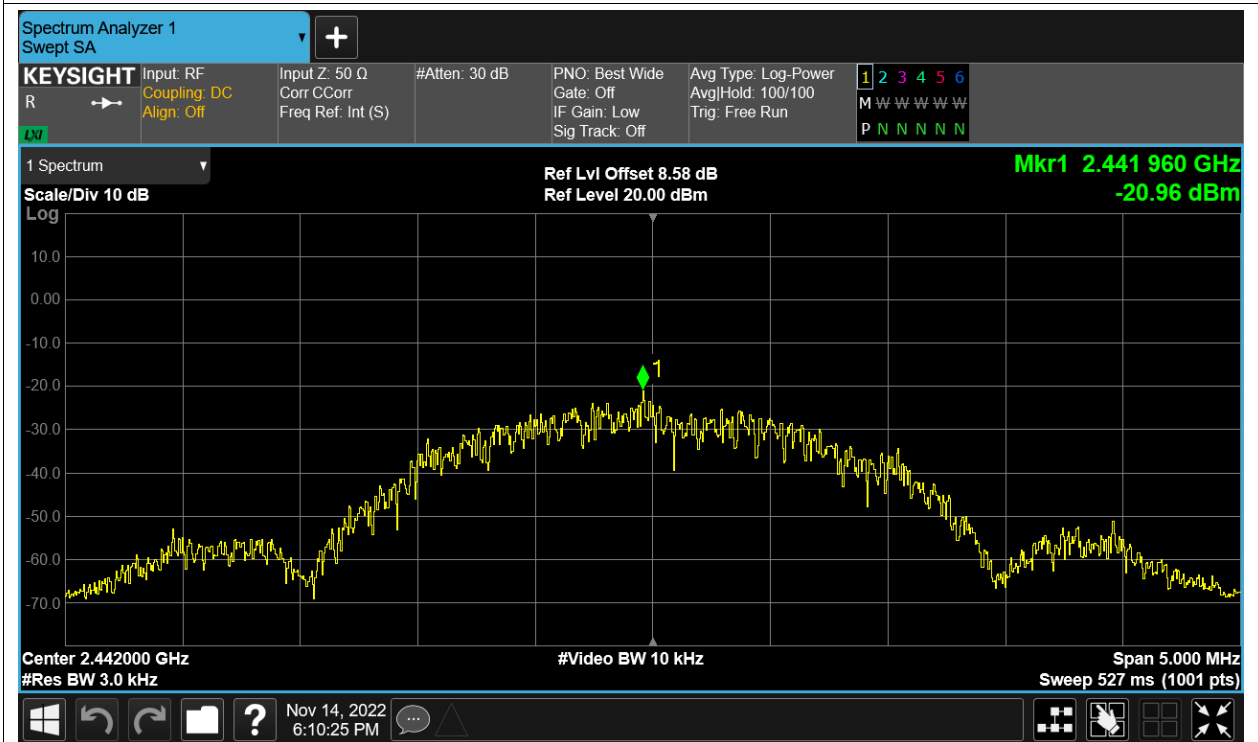 Spectrum Analyzer 1
Swept SA
KEYSIGHT
R
LXI
Input: RF
Coupling: DC
Align: Off
Input Z: 50 Ω
Corr CCorr
Freq Ref: Int (S)
#Atten: 30 dB
PNO: Best Wide
Gate: Off
IF Gain: Low
Sig Track: Off
Avg Type: Log-Power
Avg|Hold: 100/100
Trig: Free Run
1 2 3 4 5 6
M W W W W W
P N N N N N
1 Spectrum
Scale/Div 10 dB
Log
Ref Lvl Offset 8.58 dB
Ref Level 20.00 dBm
Mkr1 2.441 960 GHz
-20.96 dBm
10.0
0.00
-10.0
-20.0
-30.0
-40.0
-50.0
-60.0
-70.0
1
Center 2.442000 GHz
#Res BW 3.0 kHz
#Video BW 10 kHz
Span 5.000 MHz
Sweep 527 ms (1001 pts)
?
Nov 14, 2022
6:10:25 PM